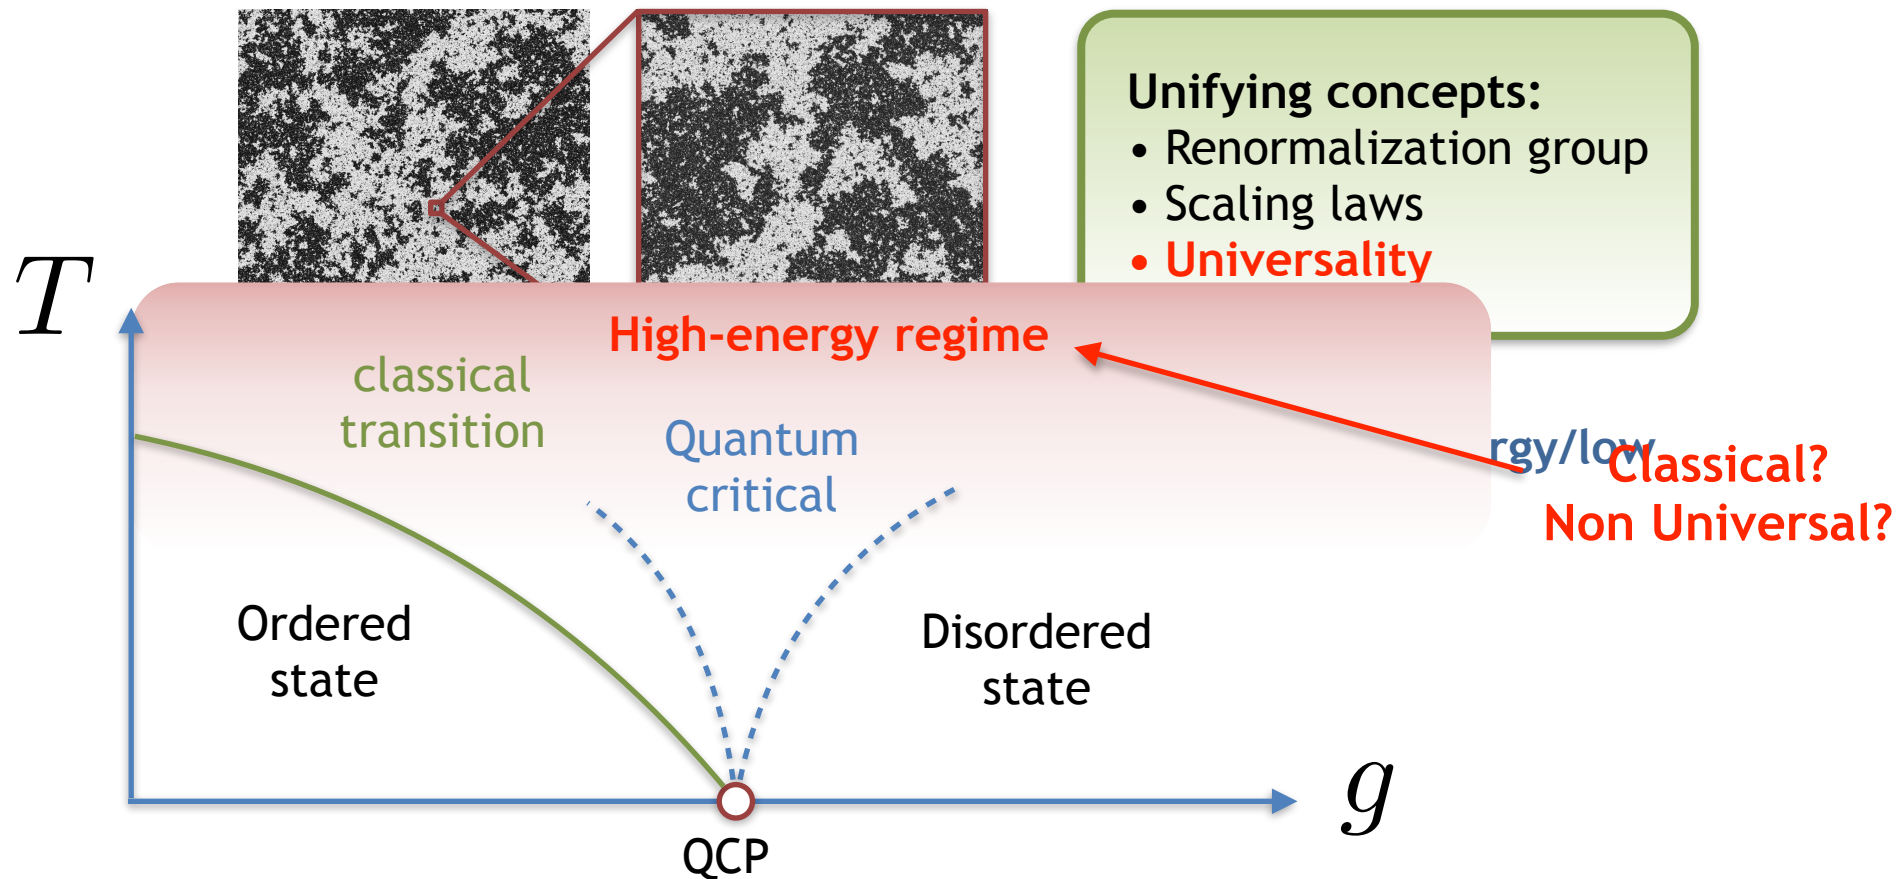 Unifying concepts:
• Renormalization group
• Scaling laws
• Universality
T
High-energy regime
classical
transition
Quantum
critical
rgy/low
Classical?
Non Universal?
Ordered
state
Disordered
state
g
QCP